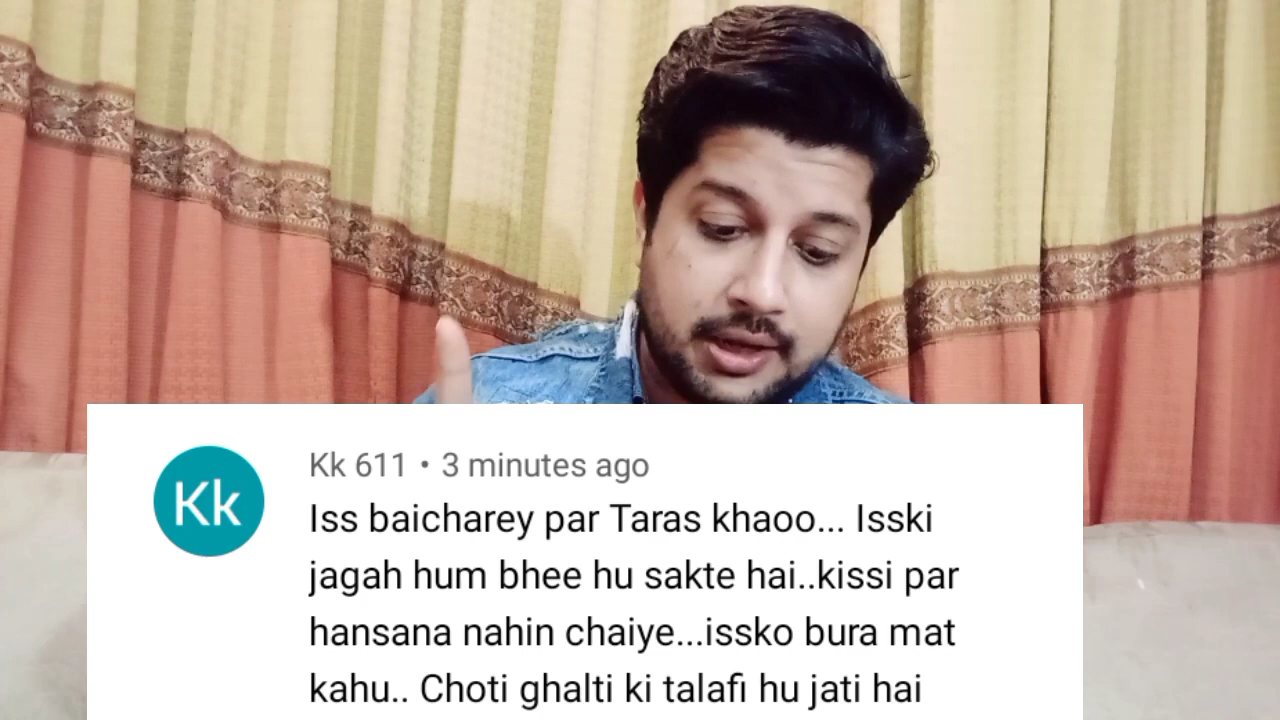 Kk
Kk 611 • 3 minutes ago
Iss baicharey par Taras khaoo... Isski
jagah hum bhee hu sakte hai..kissi par
hansana nahin chaiye...issko bura mat
kahu.. Choti ghalti ki talafi hu jati hai